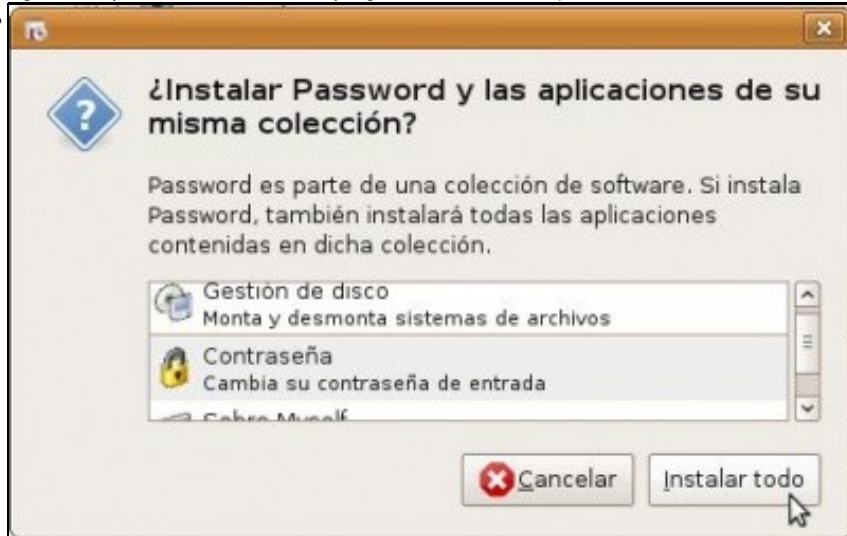 ¿Instalar Password y las aplicaciones de su
misma colección?
Password es parte de una colección de software. Si instala
Password, también instalará todas las aplicaciones
contenidas en dicha colección.
Gestión de disco
Monta y desmonta sistemas de archivos
Contraseña
Cambia su contraseña de entrada
Sobre Myself
Cancelar
Instalar todo